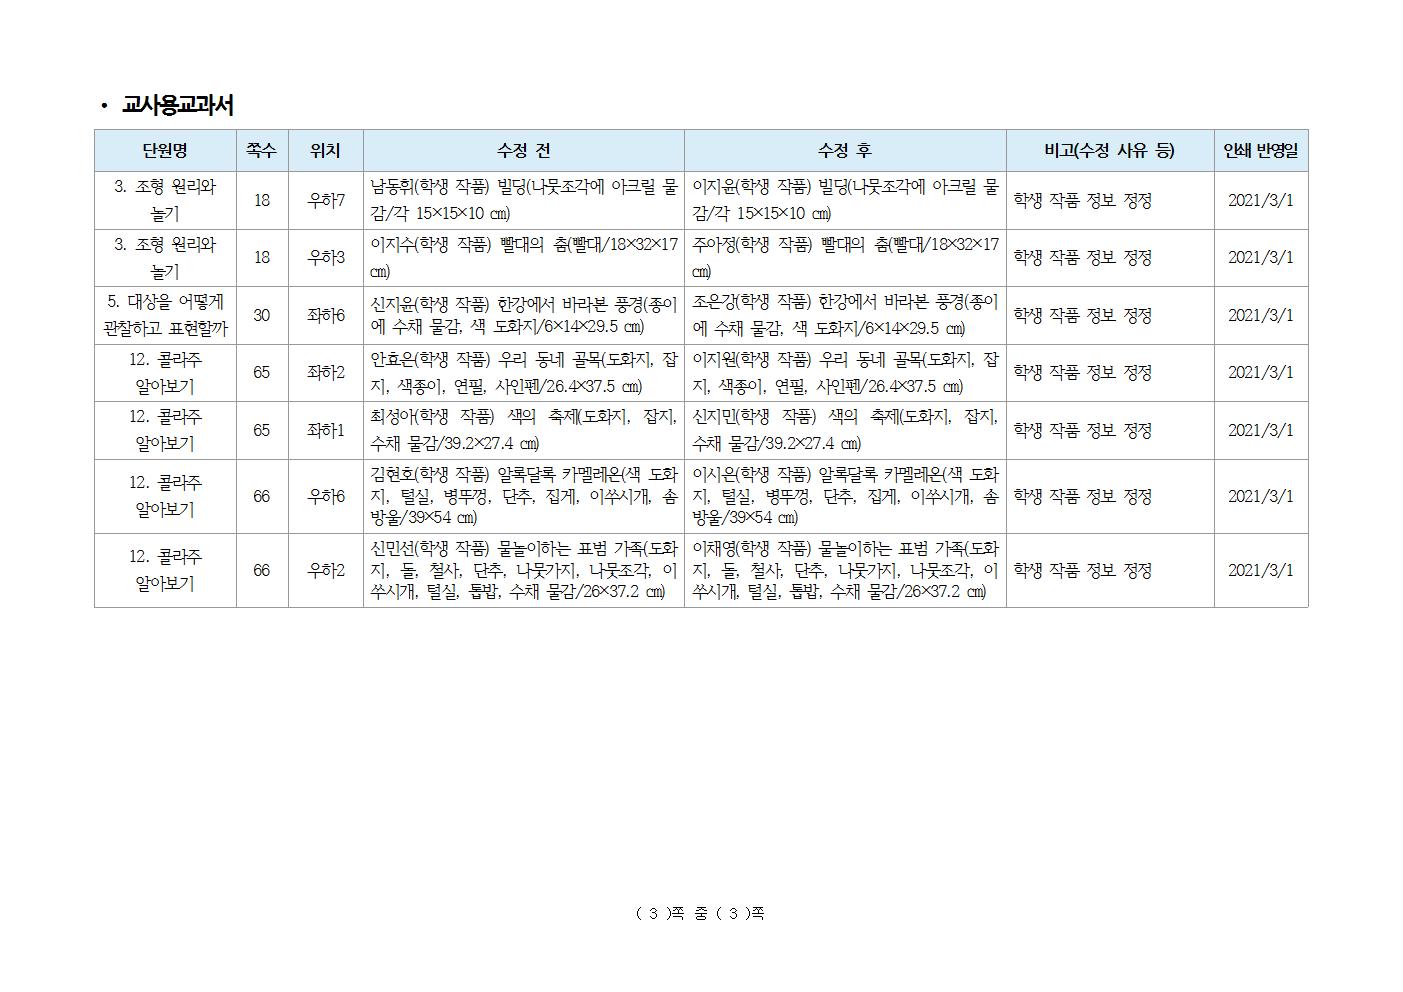 • 교사용교과서
단원명 쪽수 위치 수정 전 수정 후 비고(수정 사유 등) 인쇄 반영일
3. 조형 원리와
놀기
18
우하7
남동휘(학생 작품) 빌딩(나뭇조각에 아크릴 물
감/각 15×15×10 ㎝)
이지윤(학생 작품) 빌딩(나뭇조각에 아크릴 물
감/각 15×15×10 ㎝)
학생 작품 정보 정정
2021/3/1
3. 조형 원리와
놀기
18
우하3
이지수(학생 작품) 빨대의 춤(빨대/18×32×17
㎝)
주아정(학생 작품) 빨대의 춤(빨대/18×32×17
㎝)
학생 작품 정보 정정
2021/3/1
5. 대상을 어떻게
관찰하고 표현할까
30
좌하6
신지윤(학생 작품) 한강에서 바라본 풍경(종이
에 수채 물감, 색 도화지/6×14×29.5 ㎝)
조은강(학생 작품) 한강에서 바라본 풍경(종이
에 수채 물감, 색 도화지/6×14×29.5 ㎝)
학생 작품 정보 정정
2021/3/1
12. 콜라주
알아보기
65
좌하2
안효은(학생 작품) 우리 동네 골목(도화지, 잡
지, 색종이, 연필, 사인펜/26.4×37.5 ㎝)
이지원(학생 작품) 우리 동네 골목(도화지, 잡
지, 색종이, 연필, 사인펜/26.4×37.5 ㎝)
학생 작품 정보 정정
2021/3/1
12. 콜라주
알아보기
65
좌하1
최성아(학생 작품) 색의 축제(도화지, 잡지,
수채 물감/39.2×27.4 ㎝)
신지민(학생 작품) 색의 축제(도화지, 잡지,
수채 물감/39.2×27.4 ㎝)
학생 작품 정보 정정
2021/3/1
12. 콜라주
알아보기
66
우하6
김현호(학생 작품) 알록달록 카멜레온(색 도화
지, 털실, 병뚜껑, 단추, 집게, 이쑤시개, 솜
방울/39×54 ㎝)
이시은(학생 작품) 알록달록 카멜레온(색 도화
지, 털실, 병뚜껑, 단추, 집게, 이쑤시개, 솜
방울/39×54 ㎝)
학생 작품 정보 정정
2021/3/1
12. 콜라주
알아보기
66
우하2
신민선(학생 작품) 물놀이하는 표범 가족(도화
지, 돌, 철사, 단추, 나뭇가지, 나뭇조각, 이
쑤시개, 털실, 톱밥, 수채 물감/26×37.2 ㎝)
이채영(학생 작품) 물놀이하는 표범 가족(도화
지, 돌, 철사, 단추, 나뭇가지, 나뭇조각, 이
쑤시개, 털실, 톱밥, 수채 물감/26×37.2 ㎝)
학생 작품 정보 정정
2021/3/1
( 3 )쪽 중 ( 3 )쪽